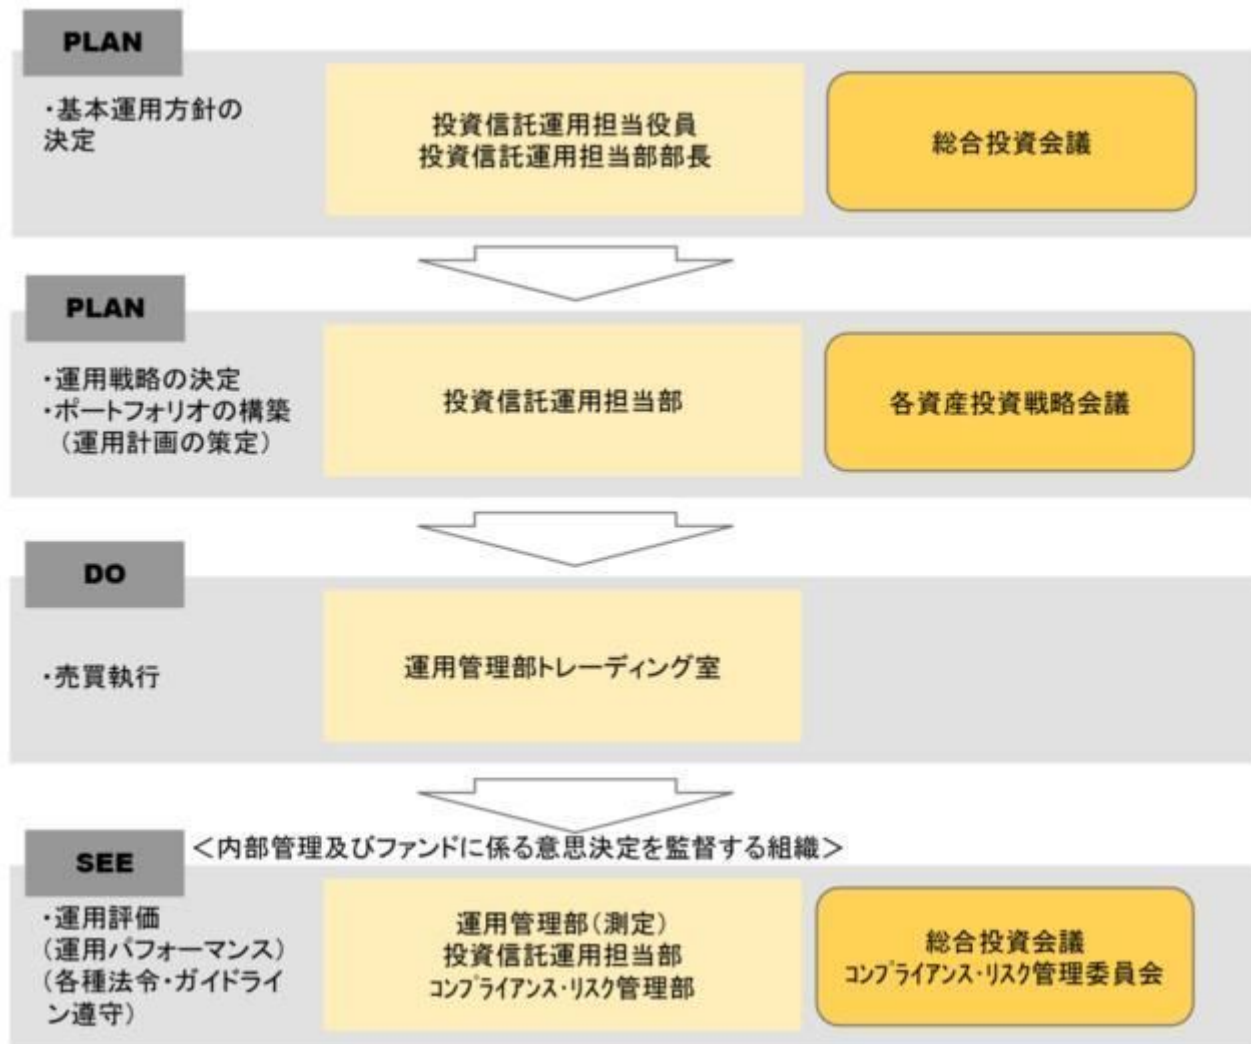 PLAN
・基本運用方針の
決定
投資信託運用担当役員
投資信託運用担当部部長
総合投資会議
PLAN
・運用戦略の決定
・ポートフォリオの構築
（運用計画の策定）
投資信託運用担当部
各資産投資戦略会議
DO
・売買執行
運用管理部トレーディング室
SEE
＜内部管理及びファンドに係る意思決定を監督する組織＞
・運用評価
(運用パフォーマンス)
(各種法令・ガイドライ
ン遵守)
運用管理部(測定)
投資信託運用担当部
ｺﾝﾌﾟﾗｲｱﾝｽ・ﾘｽｸ管理部
総合投資会議
ｺﾝﾌﾟﾗｲｱﾝｽ・ﾘｽｸ管理委員会